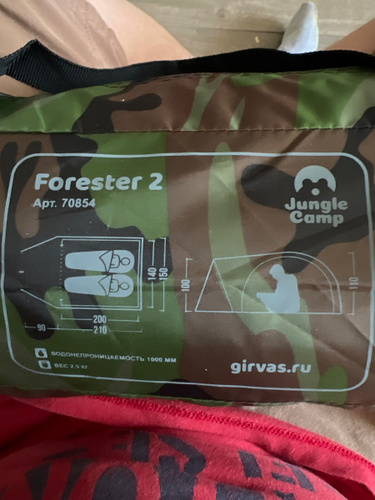 Forester 2
Арт. 70854
Jungle
Camp
140
150
200
210
90
100
110
ВОДОНЕПРОНИЦАЕМОСТЬ 1000 ММ
ВЕС 2.5 КГ
girvas.ru